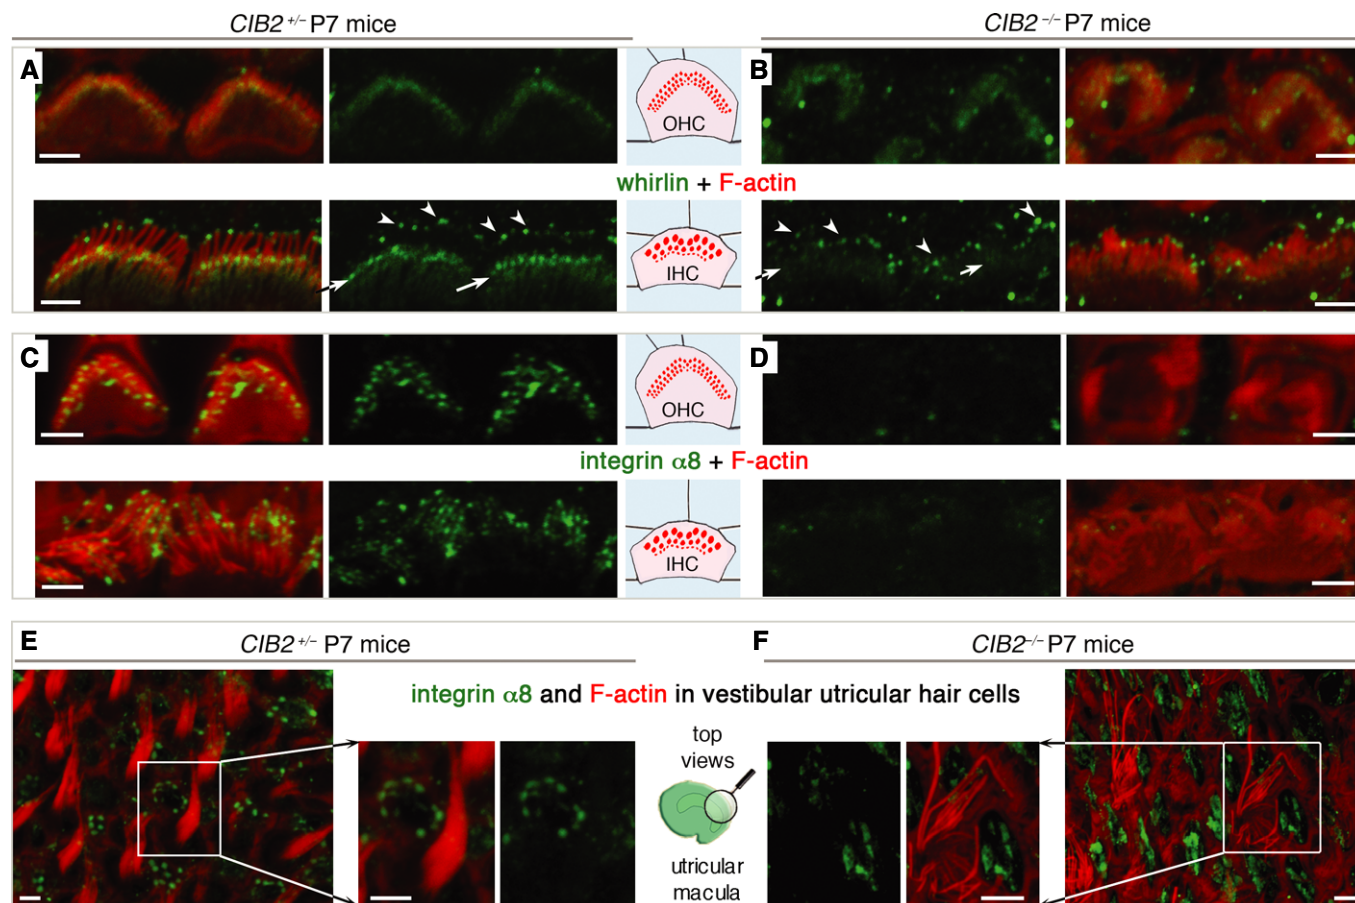 CIB2 +/– P7 mice
CIB2 –/– P7 mice
A
B
OHC
whirlin + F-actin
IHC
C
D
OHC
integrin α8 + F-actin
IHC
E
CIB2 +/– P7 mice
F
CIB2–/– P7 mice
integrin α8 and F-actin in vestibular utricular hair cells
top
views
utricular
macula